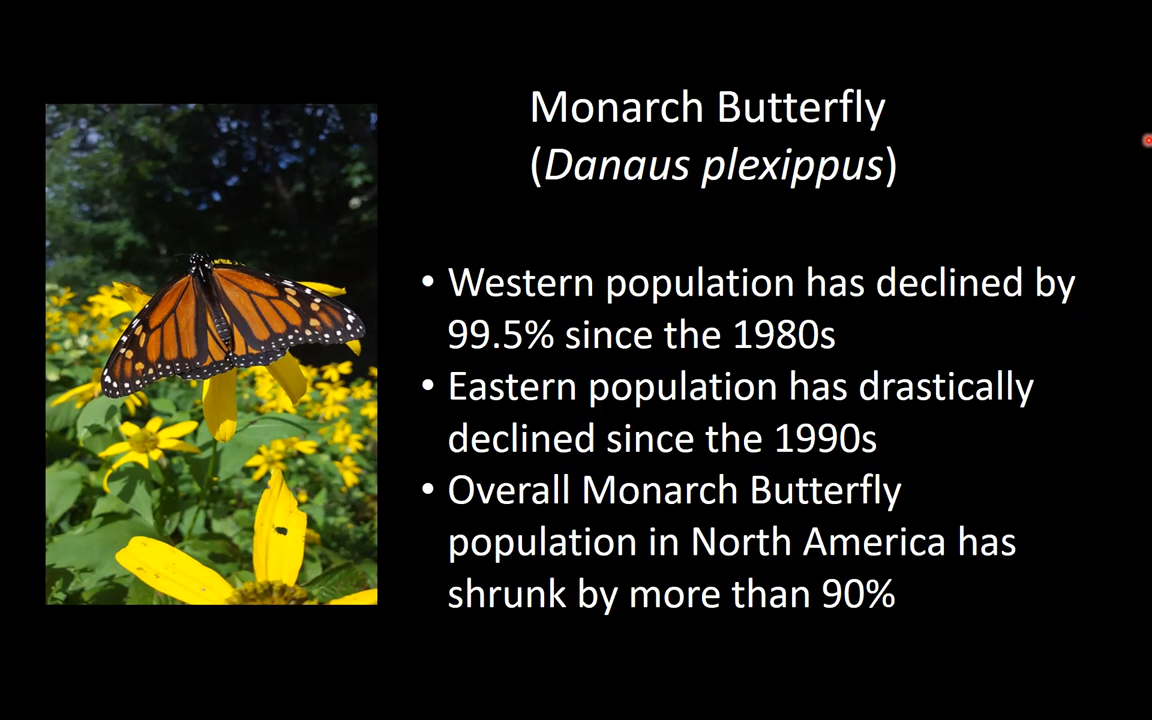 Monarch Butterfly
(Danaus plexippus)
• Western population has declined by
99.5% since the 1980s
• Eastern population has drastically
declined since the 1990s
• Overall Monarch Butterfly
population in North America has
shrunk by more than 90%